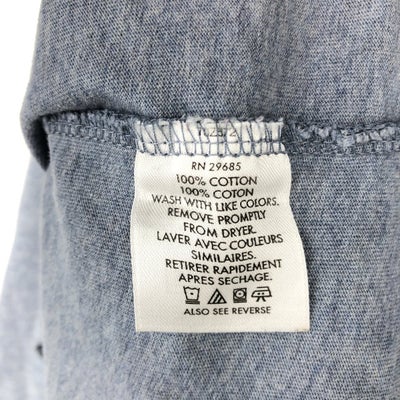 RN 29685
100% COTTON
100% COTON
WASH WITH LIKE COLORS.
REMOVE PROMPTLY
FROM DRYER.
LAVER AVEC COULEURS
SIMILAIRES.
RETIRER RAPIDEMENT
APRES SECHAGE.
ALSO SEE REVERSE